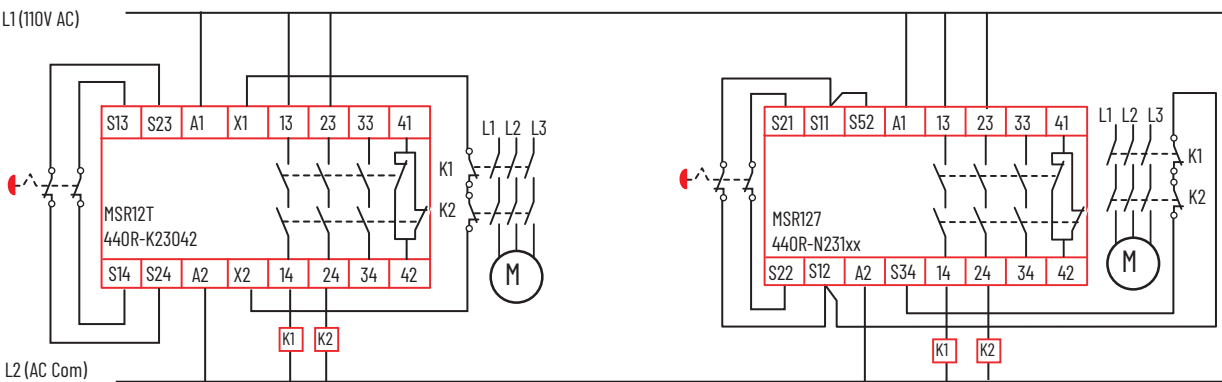 L1 (110V AC)
S13 S23 A1 X1 13 23 33 41
L1 L2 L3
K1
K2
MSR12T
440R-K23042
S14 S24 A2 X2 14 24 34 42
M
K1 K2
S21 S11 S52 A1 13 23 33 41
L1 L2 L3
K1
K2
MSR127
440R-N231xx
S22 S12 A2 S34 14 24 34 42
M
K1 K2
L2 (AC Com)